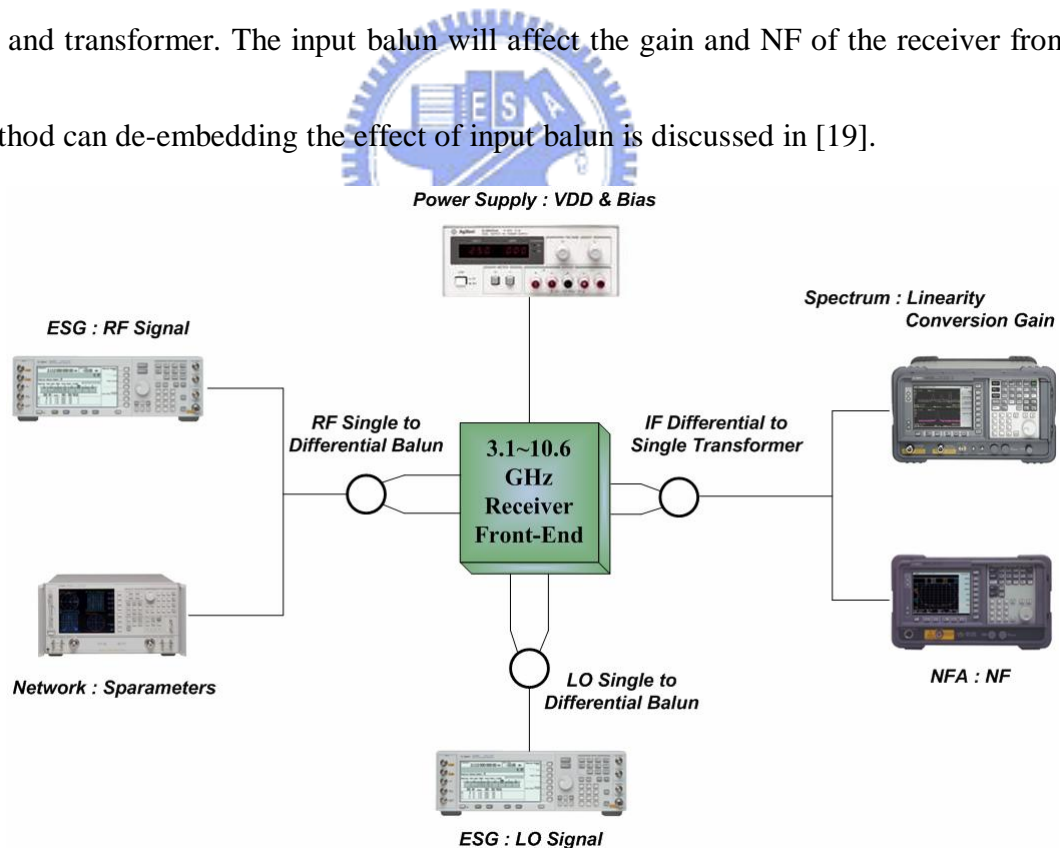 and transformer. The input balun will affect the gain and NF of the receiver fron
ethod can de-embedding the effect of input balun is discussed in [19].
ES
Power Supply : VDD & Bias
ESG : RF Signal
Spectrum : Linearity
Conversion Gain
RF Single to
Differential Balun
IF Differential to
Single Transformer
3.1~10.6
GHz
Receiver
Front-End
Network : Sparameters
LO Single to
Differential Balun
NFA : NF
ESG : LO Signal